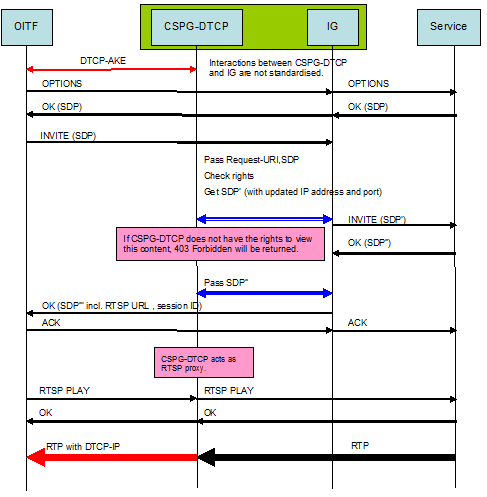 OITF
CSPG-DTCP
IG
Service
DTCP-AKE
Interactions between CSPG-DTCP
and IG are not standardised.
OPTIONS
OPTIONS
OK (SDP)
OK (SDP)
INVITE (SDP)
Pass Request-URI,SDP
Check rights
Get SDP' (with updated IP address and port)
INVITE (SDP')
If CSPG-DTCP does not have the rights to view
this content, 403 Forbidden will be returned.
OK (SDP'')
Pass SDP''
OK (SDP''' incl. RTSP URL , session ID)
ACK
ACK
CSPG-DTCP acts as
RTSP proxy.
RTSP PLAY
RTSP PLAY
OK
OK
RTP with DTCP-IP
RTP